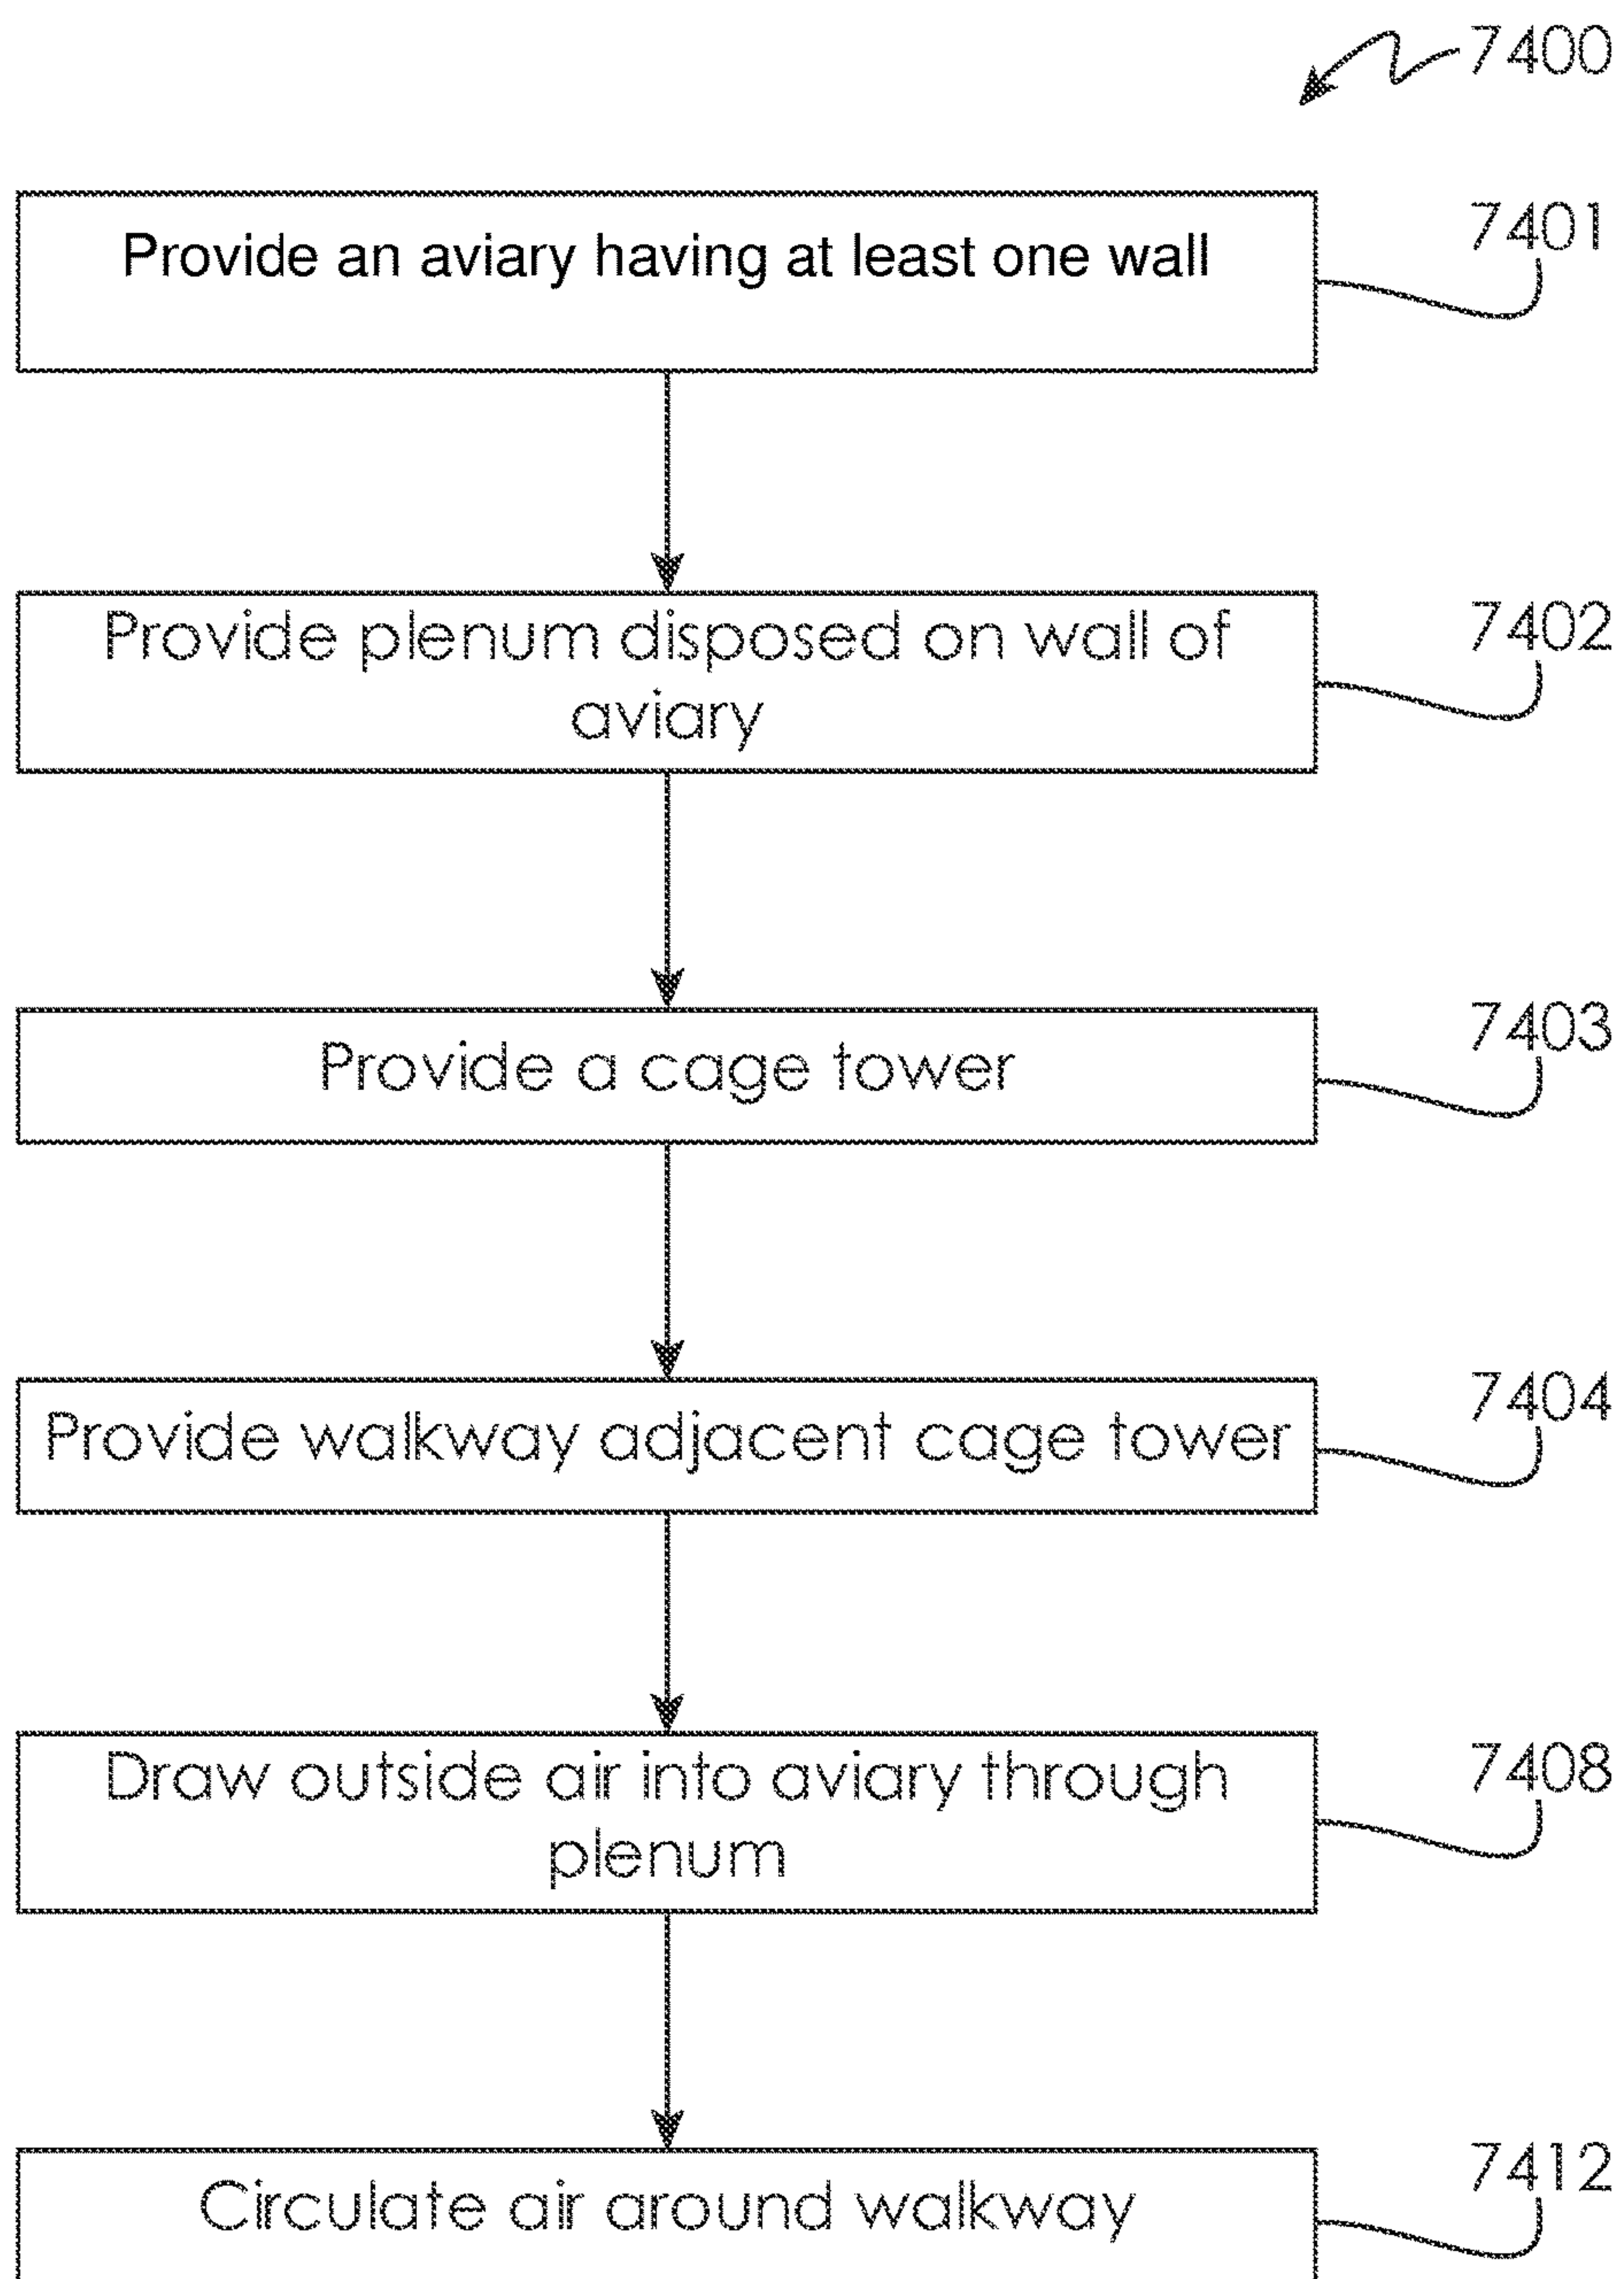 7400
Provide an aviary having at least one wall
7401
Provide plenum disposed on wall of
aviary
7402
Provide a cage tower
7403
Provide walkway adjacent cage tower
7404
Draw outside air into aviary through
plenum
7408
Circulate air around walkway
7412